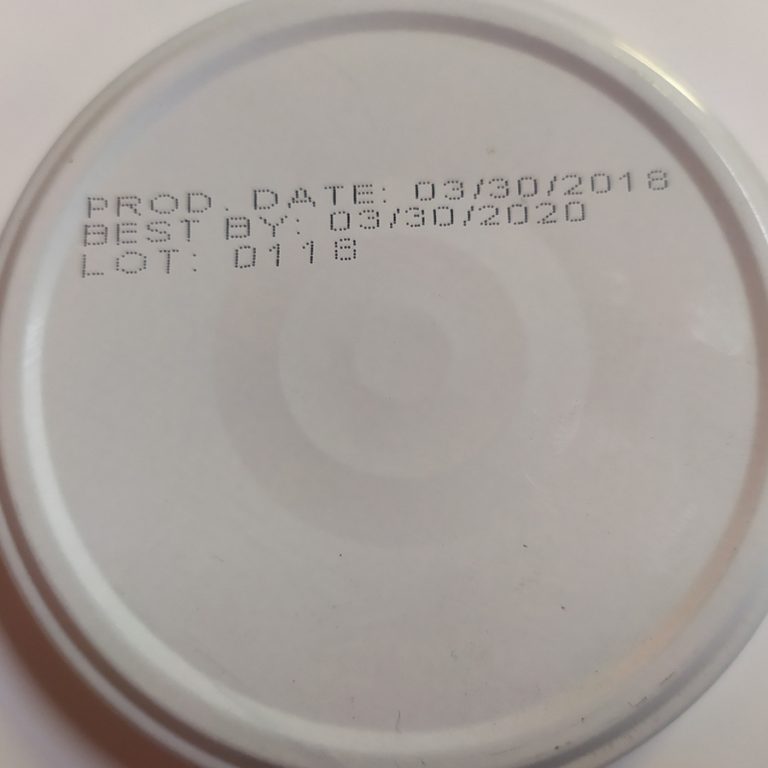 PROD. DATE: 03/30/2018
BEST BY: 03/30/2020
LOT: 0118